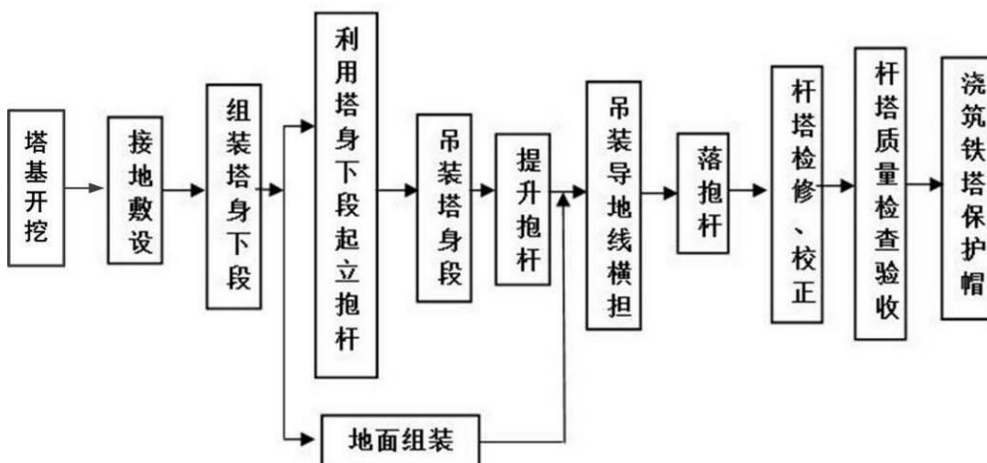 塔基开挖
接地敷设
组装塔身下段
利用塔身下段起立抱杆
吊装塔身段
提升抱杆
吊装导地线横担
落抱杆
杆塔检修、校正
杆塔质量检查验收
浇筑铁塔保护帽
地面组装